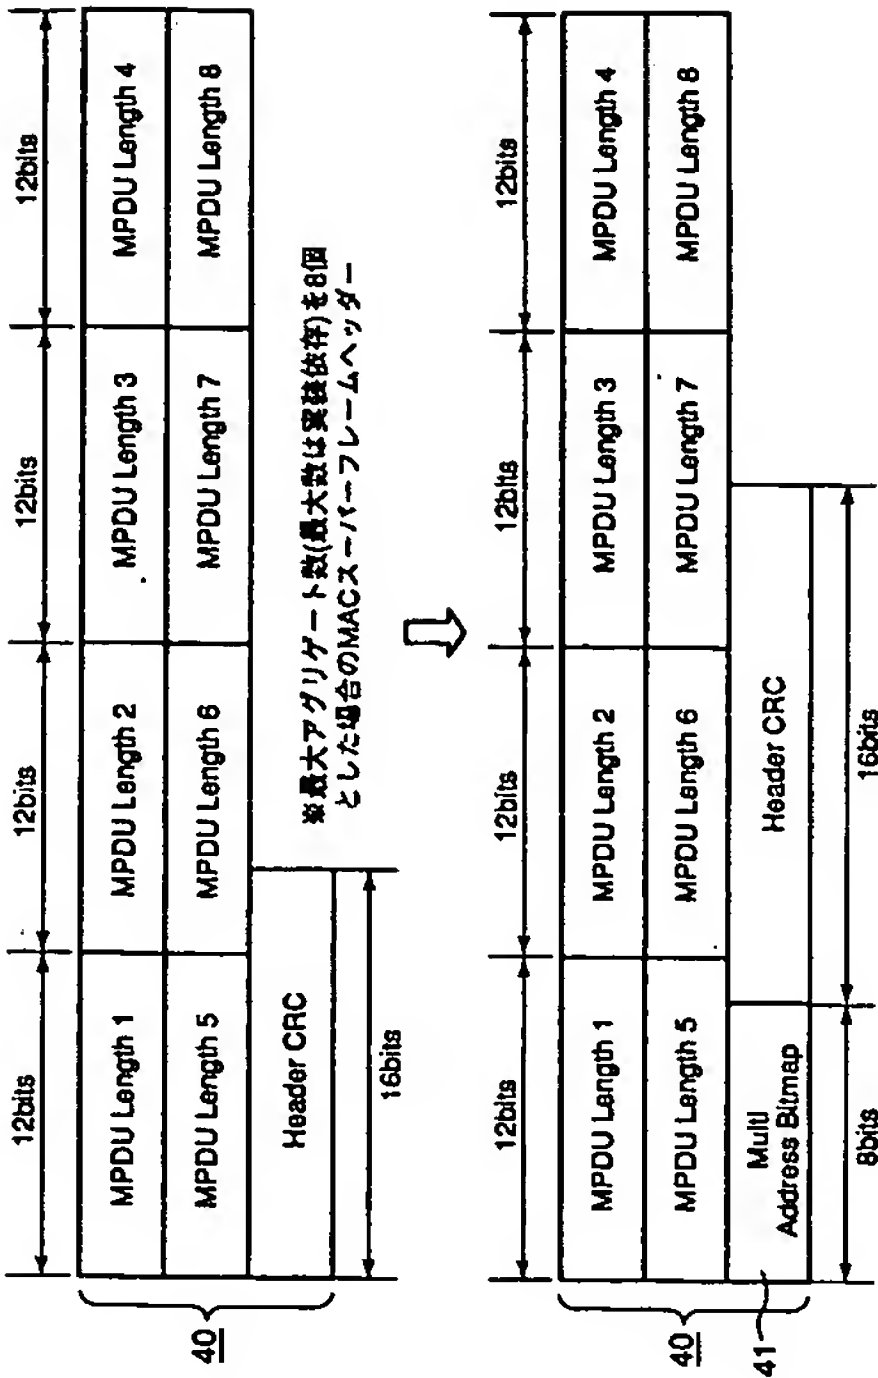 12bits 12bits 12bits 12bits
MPDU Length 1 MPDU Length 2 MPDU Length 3 MPDU Length 4
MPDU Length 5 MPDU Length 6 MPDU Length 7 MPDU Length 8
Header CRC
16bits
40
※最大アグリゲート数(最大数は実装依存)を8個
とした場合のMACスーパーフレームヘッダー
12bits 12bits 12bits 12bits
MPDU Length 1 MPDU Length 2 MPDU Length 3 MPDU Length 4
MPDU Length 5 MPDU Length 6 MPDU Length 7 MPDU Length 8
Multi
Address Bitmap
Header CRC
8bits 16bits
40
41